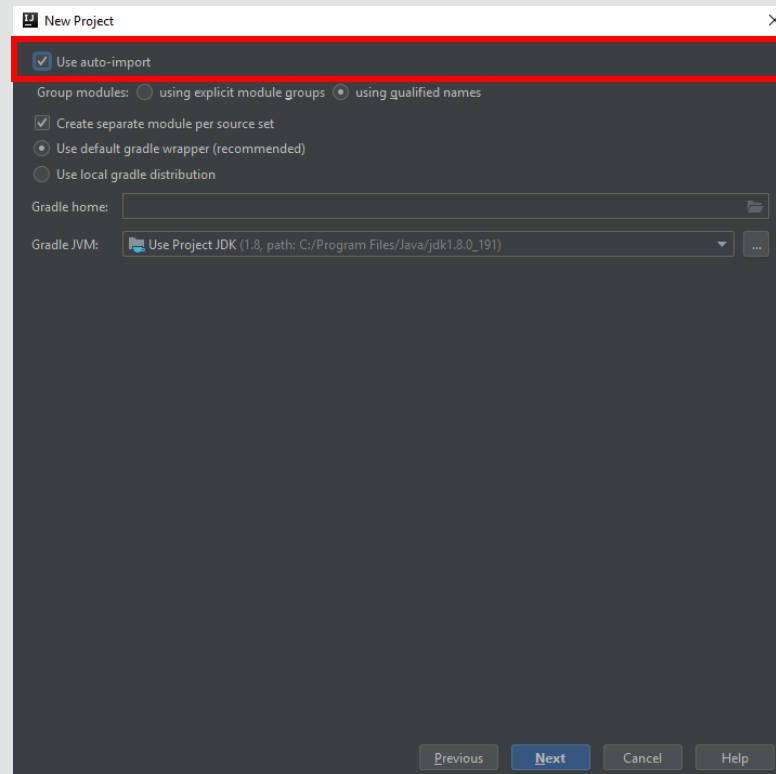 New Project
Use auto-import
Group modules: using explicit module groups using qualified names
Create separate module per source set
Use default gradle wrapper (recommended)
Use local gradle distribution
Gradle home:
Gradle JVM: Use Project JDK (1.8, path: C:/Program Files/Java/jdk1.8.0_191) ...
Previous Next Cancel Help